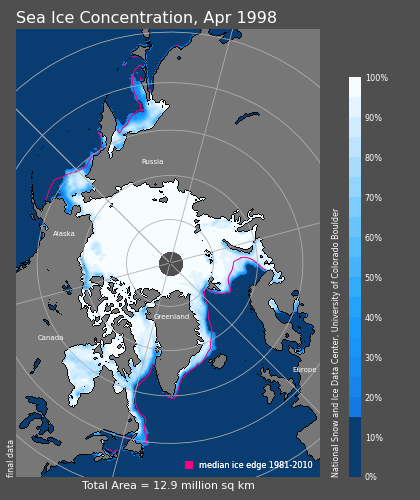 Sea Ice Concentration, Apr 1998
Russia
Alaska
Canada
Greenland
Europe
median ice edge 1981-2010
final data
Total Area = 12.9 million sq km
100%
90%
80%
70%
60%
50%
40%
30%
20%
10%
0%
National Snow and Ice Data Center, University of Colorado Boulder